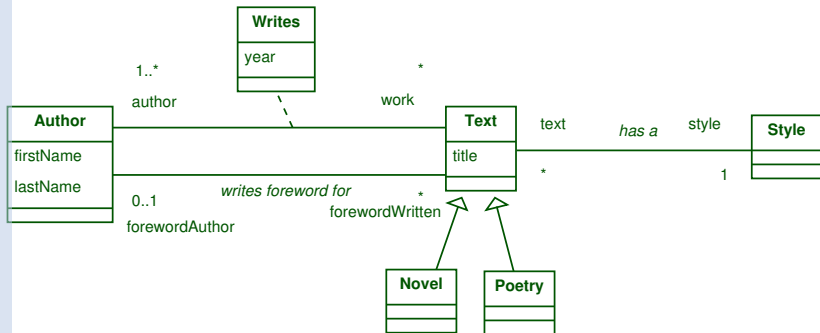 Writes
year
1..*
*
author
work
Author
firstName
lastName
Text
title
text
has a
style
*
1
Style
writes foreword for
0..1
*
forewordAuthor
forewordWritten
Novel
Poetry